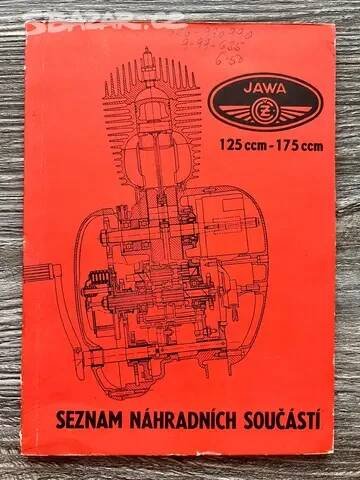 SBAZAR.CZ
JAWA
ČZ
125 ccm - 175 ccm
SEZNAM NÁHRADNÍCH SOUČÁSTÍ